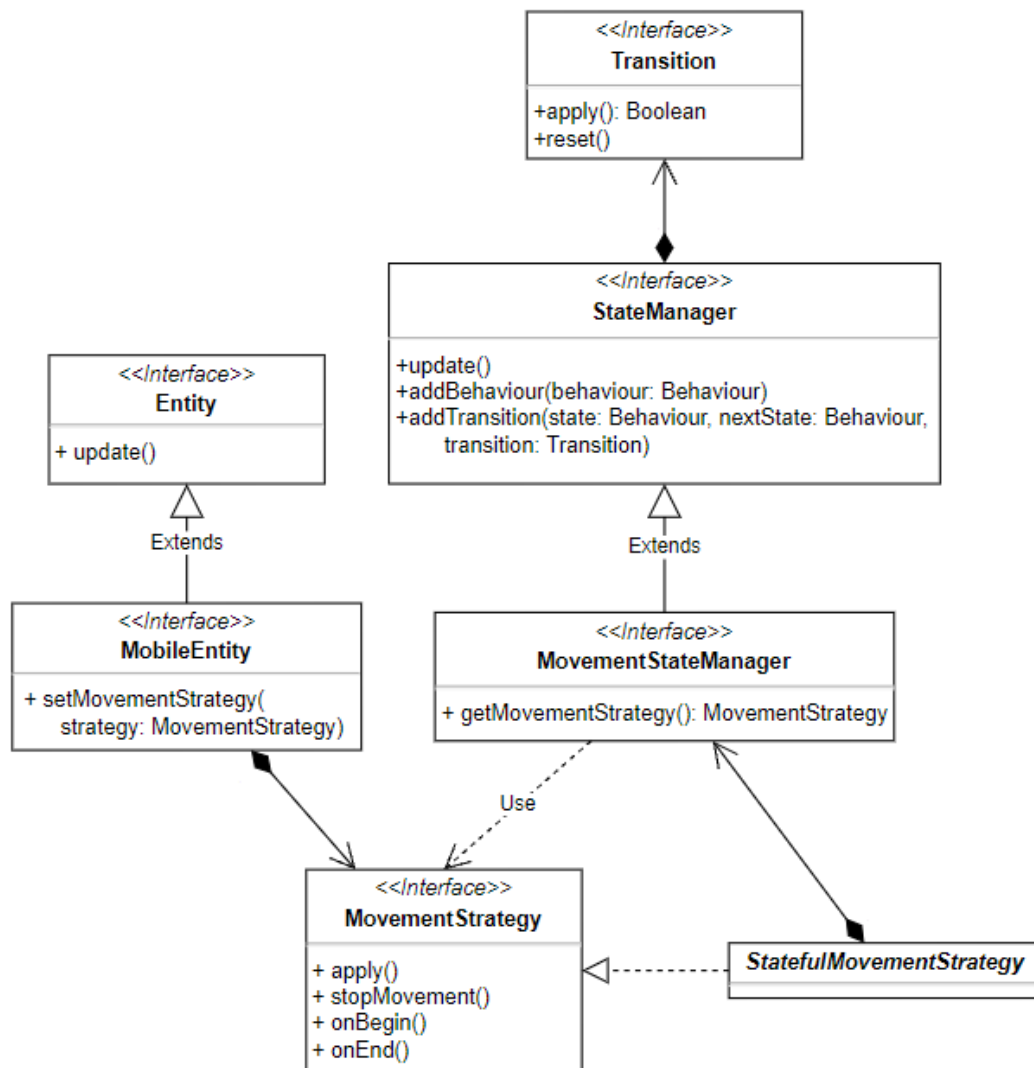 <<Interface>>
Transition
+apply(): Boolean
+reset()
<<Interface>>
StateManager
+update()
+addBehaviour(behaviour: Behaviour)
+addTransition(state: Behaviour, nextState: Behaviour,
transition: Transition)
<<Interface>>
Entity
+ update()
Extends
Extends
<<Interface>>
MobileEntity
+ setMovementStrategy(
strategy: MovementStrategy)
<<Interface>>
MovementStateManager
+ getMovementStrategy(): MovementStrategy
Use
<<Interface>>
MovementStrategy
+ apply()
+ stopMovement()
+ onBegin()
+ onEnd()
StatefulMovementStrategy